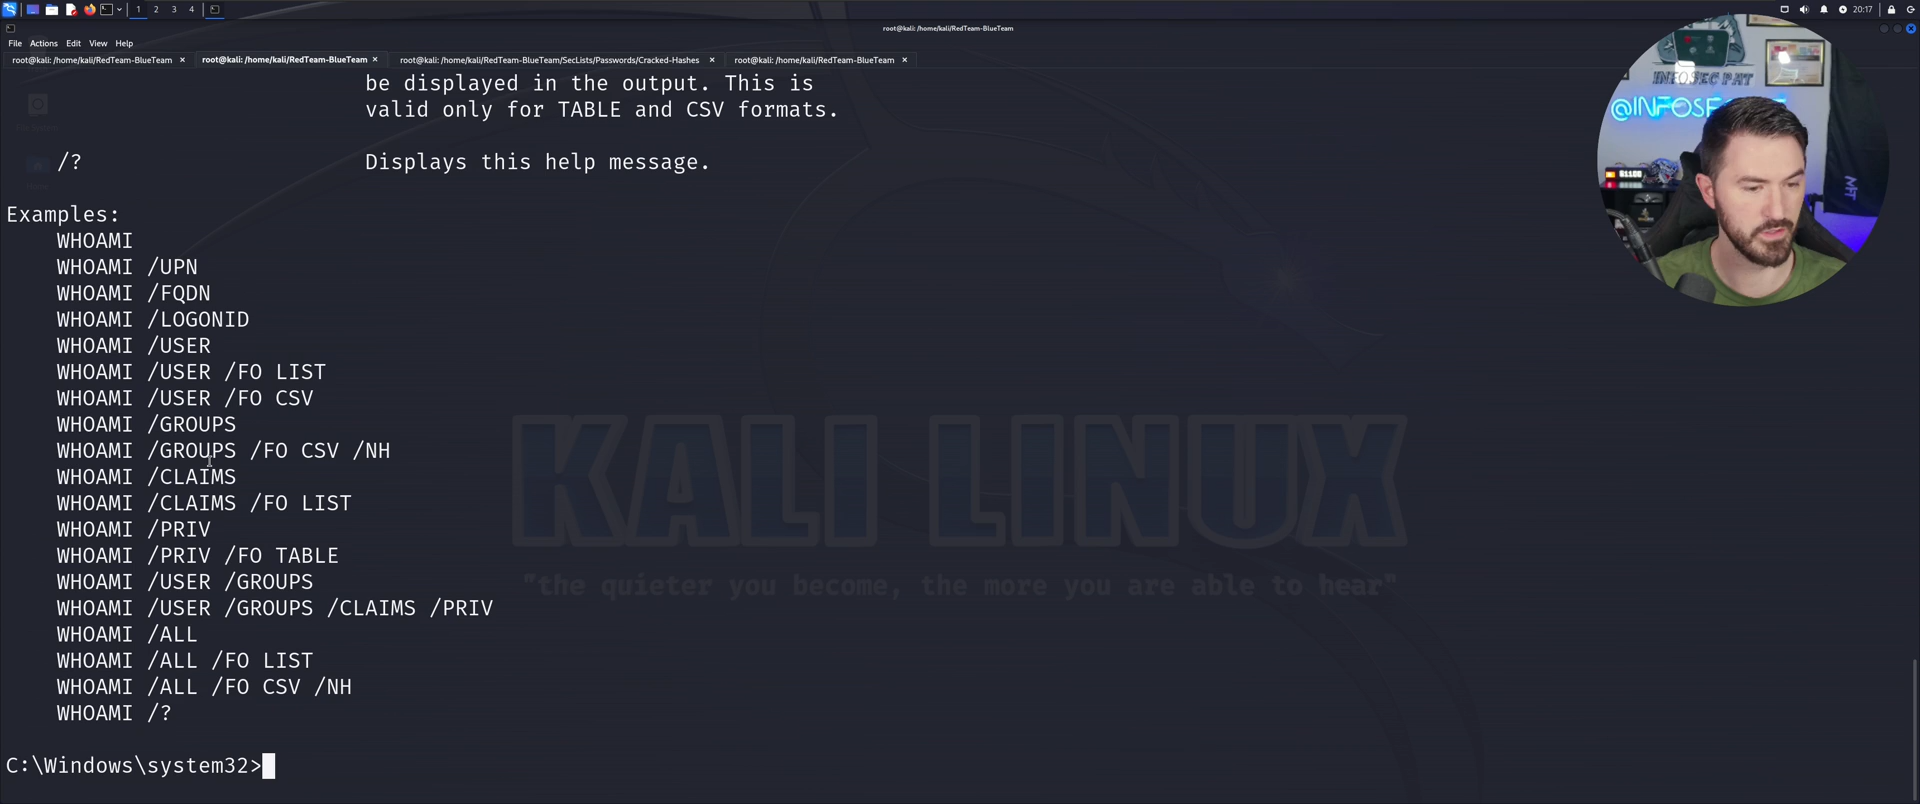 1 2 3 4
20:17
root@kali: /home/kali/RedTeam-BlueTeam
File Actions Edit View Help
root@kali: /home/kali/RedTeam-BlueTeam
root@kali: /home/kali/RedTeam-BlueTeam
root@kali: /home/kali/RedTeam-BlueTeam/SecLists/Passwords/Cracked-Hashes
root@kali: /home/kali/RedTeam-BlueTeam
INFOSEC PAT
be displayed in the output. This is
valid only for TABLE and CSV formats.
/? Displays this help message.
Examples:
WHOAMI
WHOAMI /UPN
WHOAMI /FQDN
WHOAMI /LOGONID
WHOAMI /USER
WHOAMI /USER /FO LIST
WHOAMI /USER /FO CSV
WHOAMI /GROUPS
WHOAMI /GROUPS /FO CSV /NH
WHOAMI /CLAIMS
WHOAMI /CLAIMS /FO LIST
WHOAMI /PRIV
WHOAMI /PRIV /FO TABLE
WHOAMI /USER /GROUPS
WHOAMI /USER /GROUPS /CLAIMS /PRIV
WHOAMI /ALL
WHOAMI /ALL /FO LIST
WHOAMI /ALL /FO CSV /NH
WHOAMI /?
C:\Windows\system32>
KALI LINUX
"the quieter you become, the more you are able to hear"